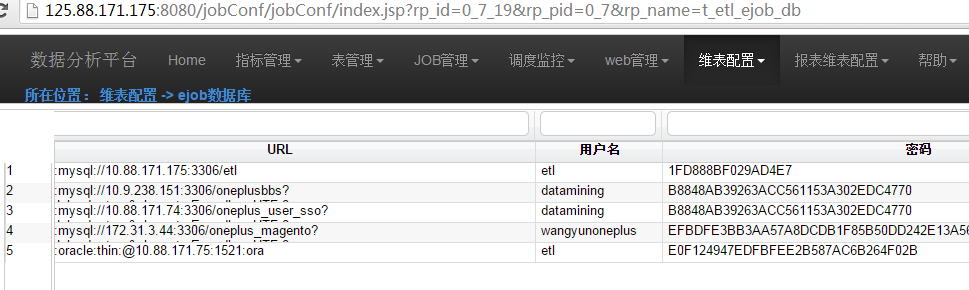 125.88.171.175:8080/jobConf/jobConf/index.jsp?rp_id=0_7_19&rp_pid=0_7&rp_name=t_etl_ejob_db
数据分析平台 Home 指标管理 表管理 JOB管理 调度监控 web管理 维表配置 报表维表配置 帮助
所在位置： 维表配置 -> ejob数据库
URL 用户名 密码
1 :mysql://10.88.171.175:3306/etl etl 1FD888BF029AD4E7
2 :mysql://10.9.238.151:3306/oneplusbbs? datamining B8848AB39263ACC561153A302EDC4770
3 :mysql://10.88.171.74:3306/oneplus_user_sso? datamining B8848AB39263ACC561153A302EDC4770
4 :mysql://172.31.3.44:3306/oneplus_magento? wangyunoneplus EFBDFE3BB3AA57A8DCDB1F85B50DD242E13A56
5 :oracle:thin:@10.88.171.75:1521:ora etl E0F124947EDFBFEE2B587AC6B264F02B